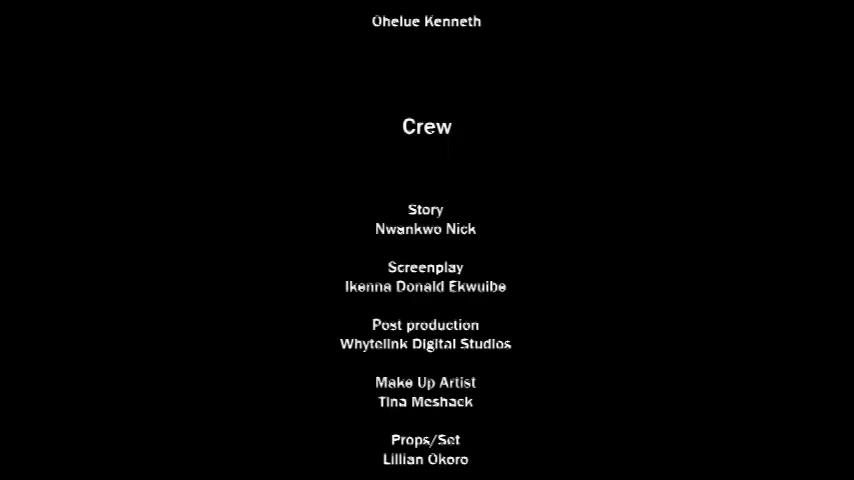 Ohelue Kenneth
Crew
Story
Nwankwo Nick
Screenplay
Ikenna Donald Ekwuibe
Post production
Whytelink Digital Studios
Make Up Artist
Tina Meshack
Props/Set
Lillian Okoro